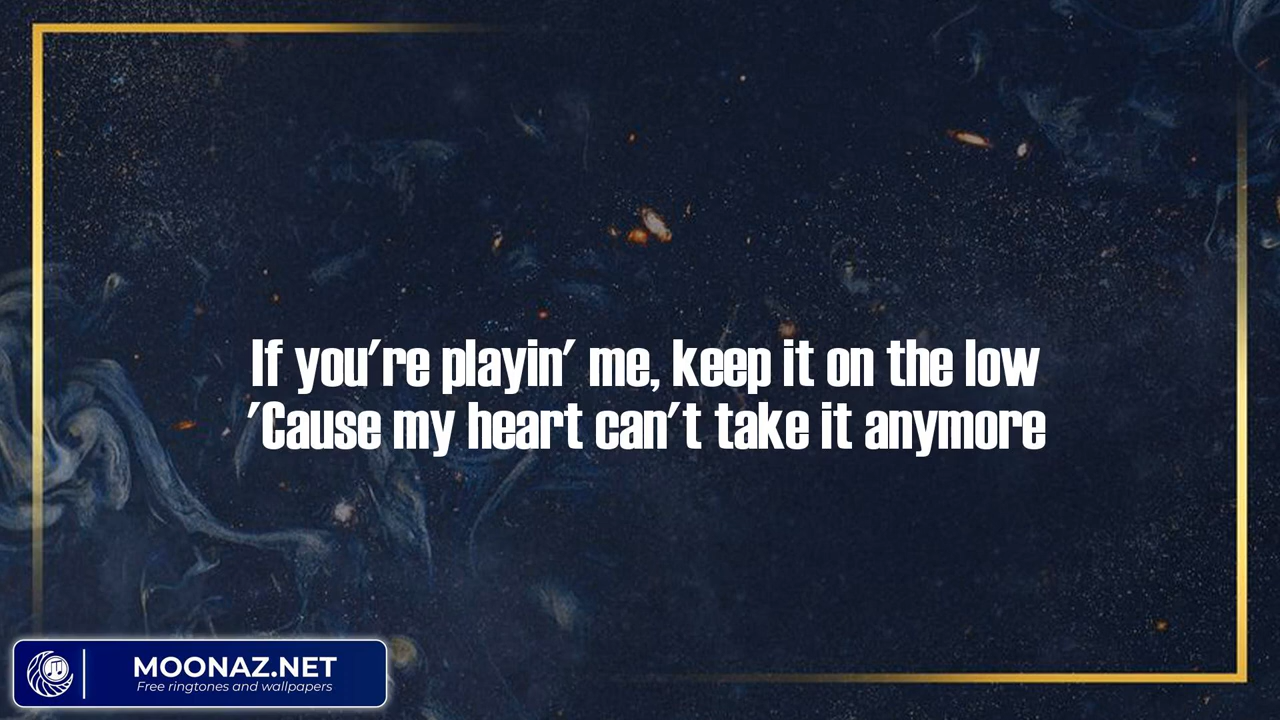 If you're playin' me, keep it on the low
'Cause my heart can't take it anymore
MOONAZ.NET
Free ringtones and wallpapers